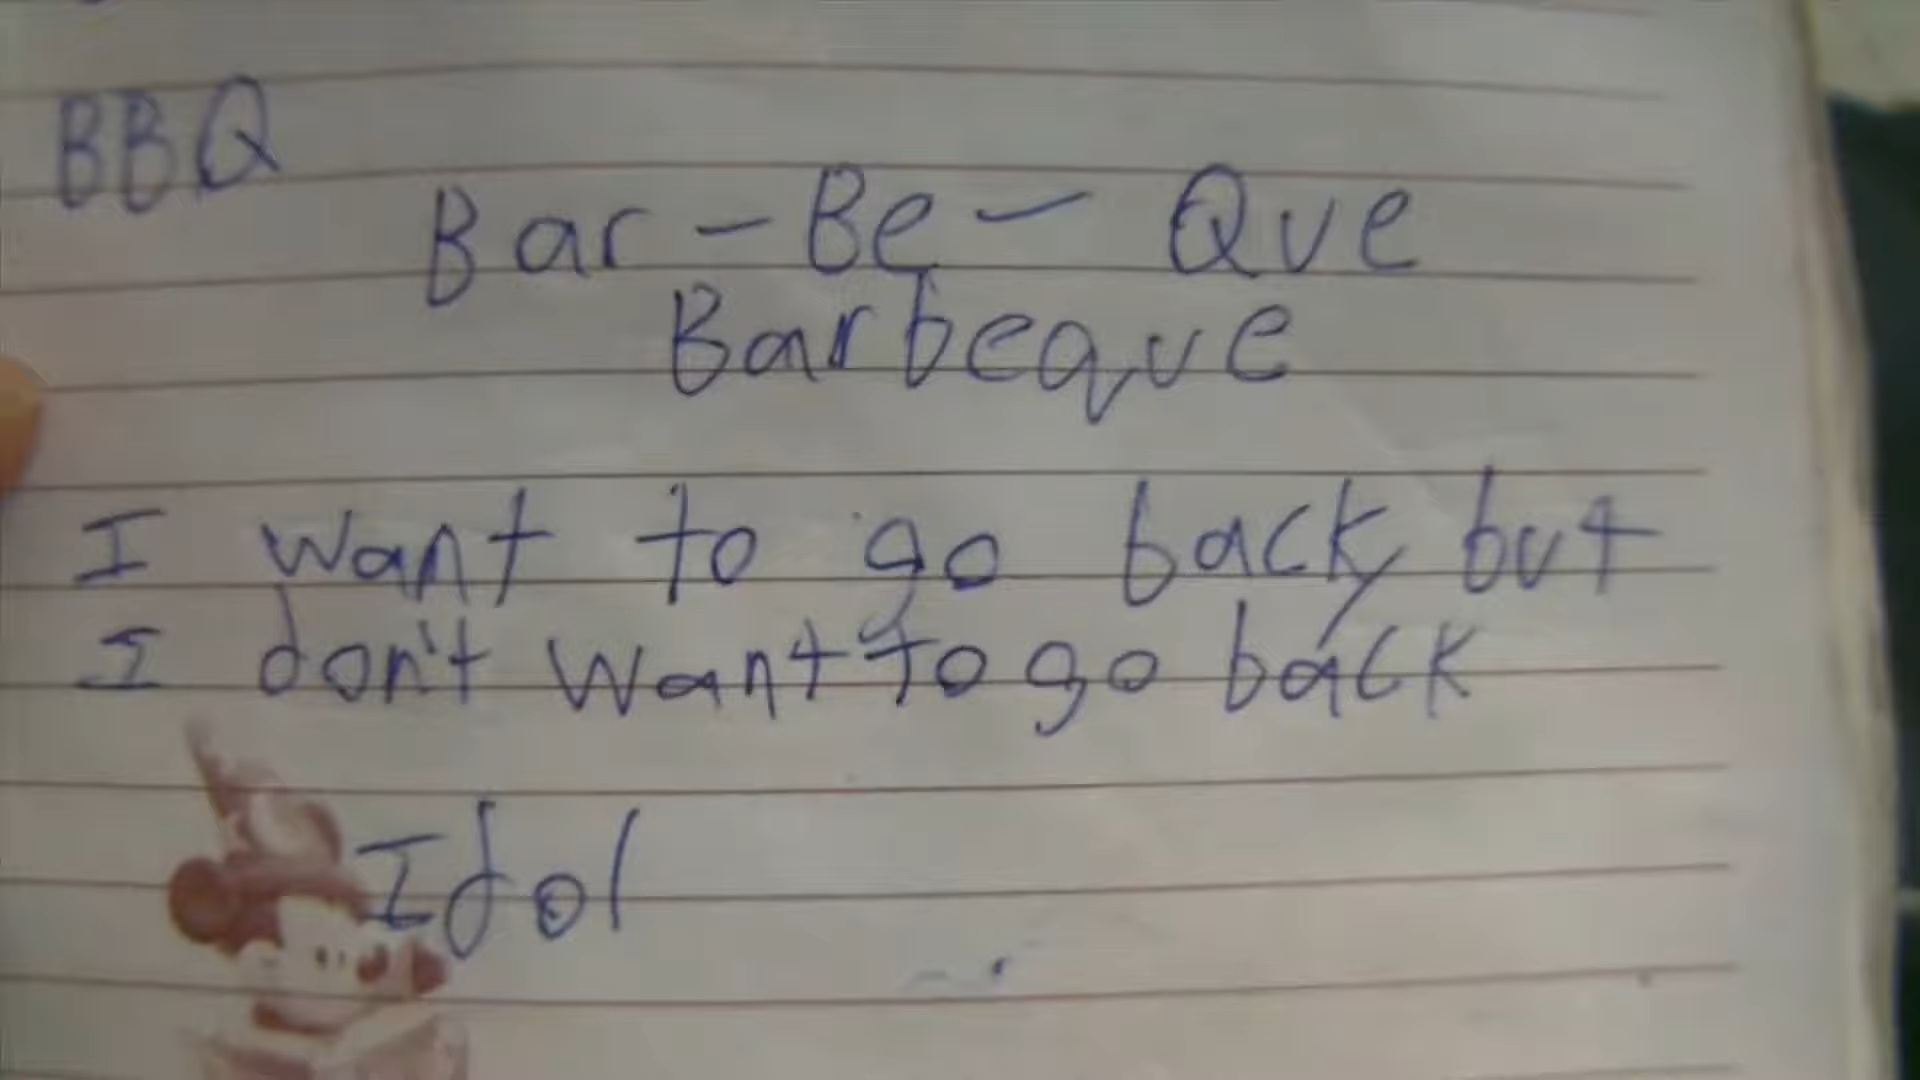 BBQ
Bar - Be - Que
Barbeque
I want to go back, but
I don't want to go back
Idol